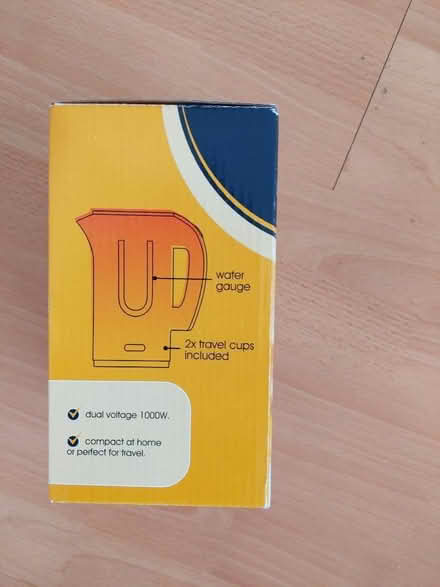 water
gauge
2x travel cups
included
dual voltage 1000W.
compact at home
or perfect for travel.